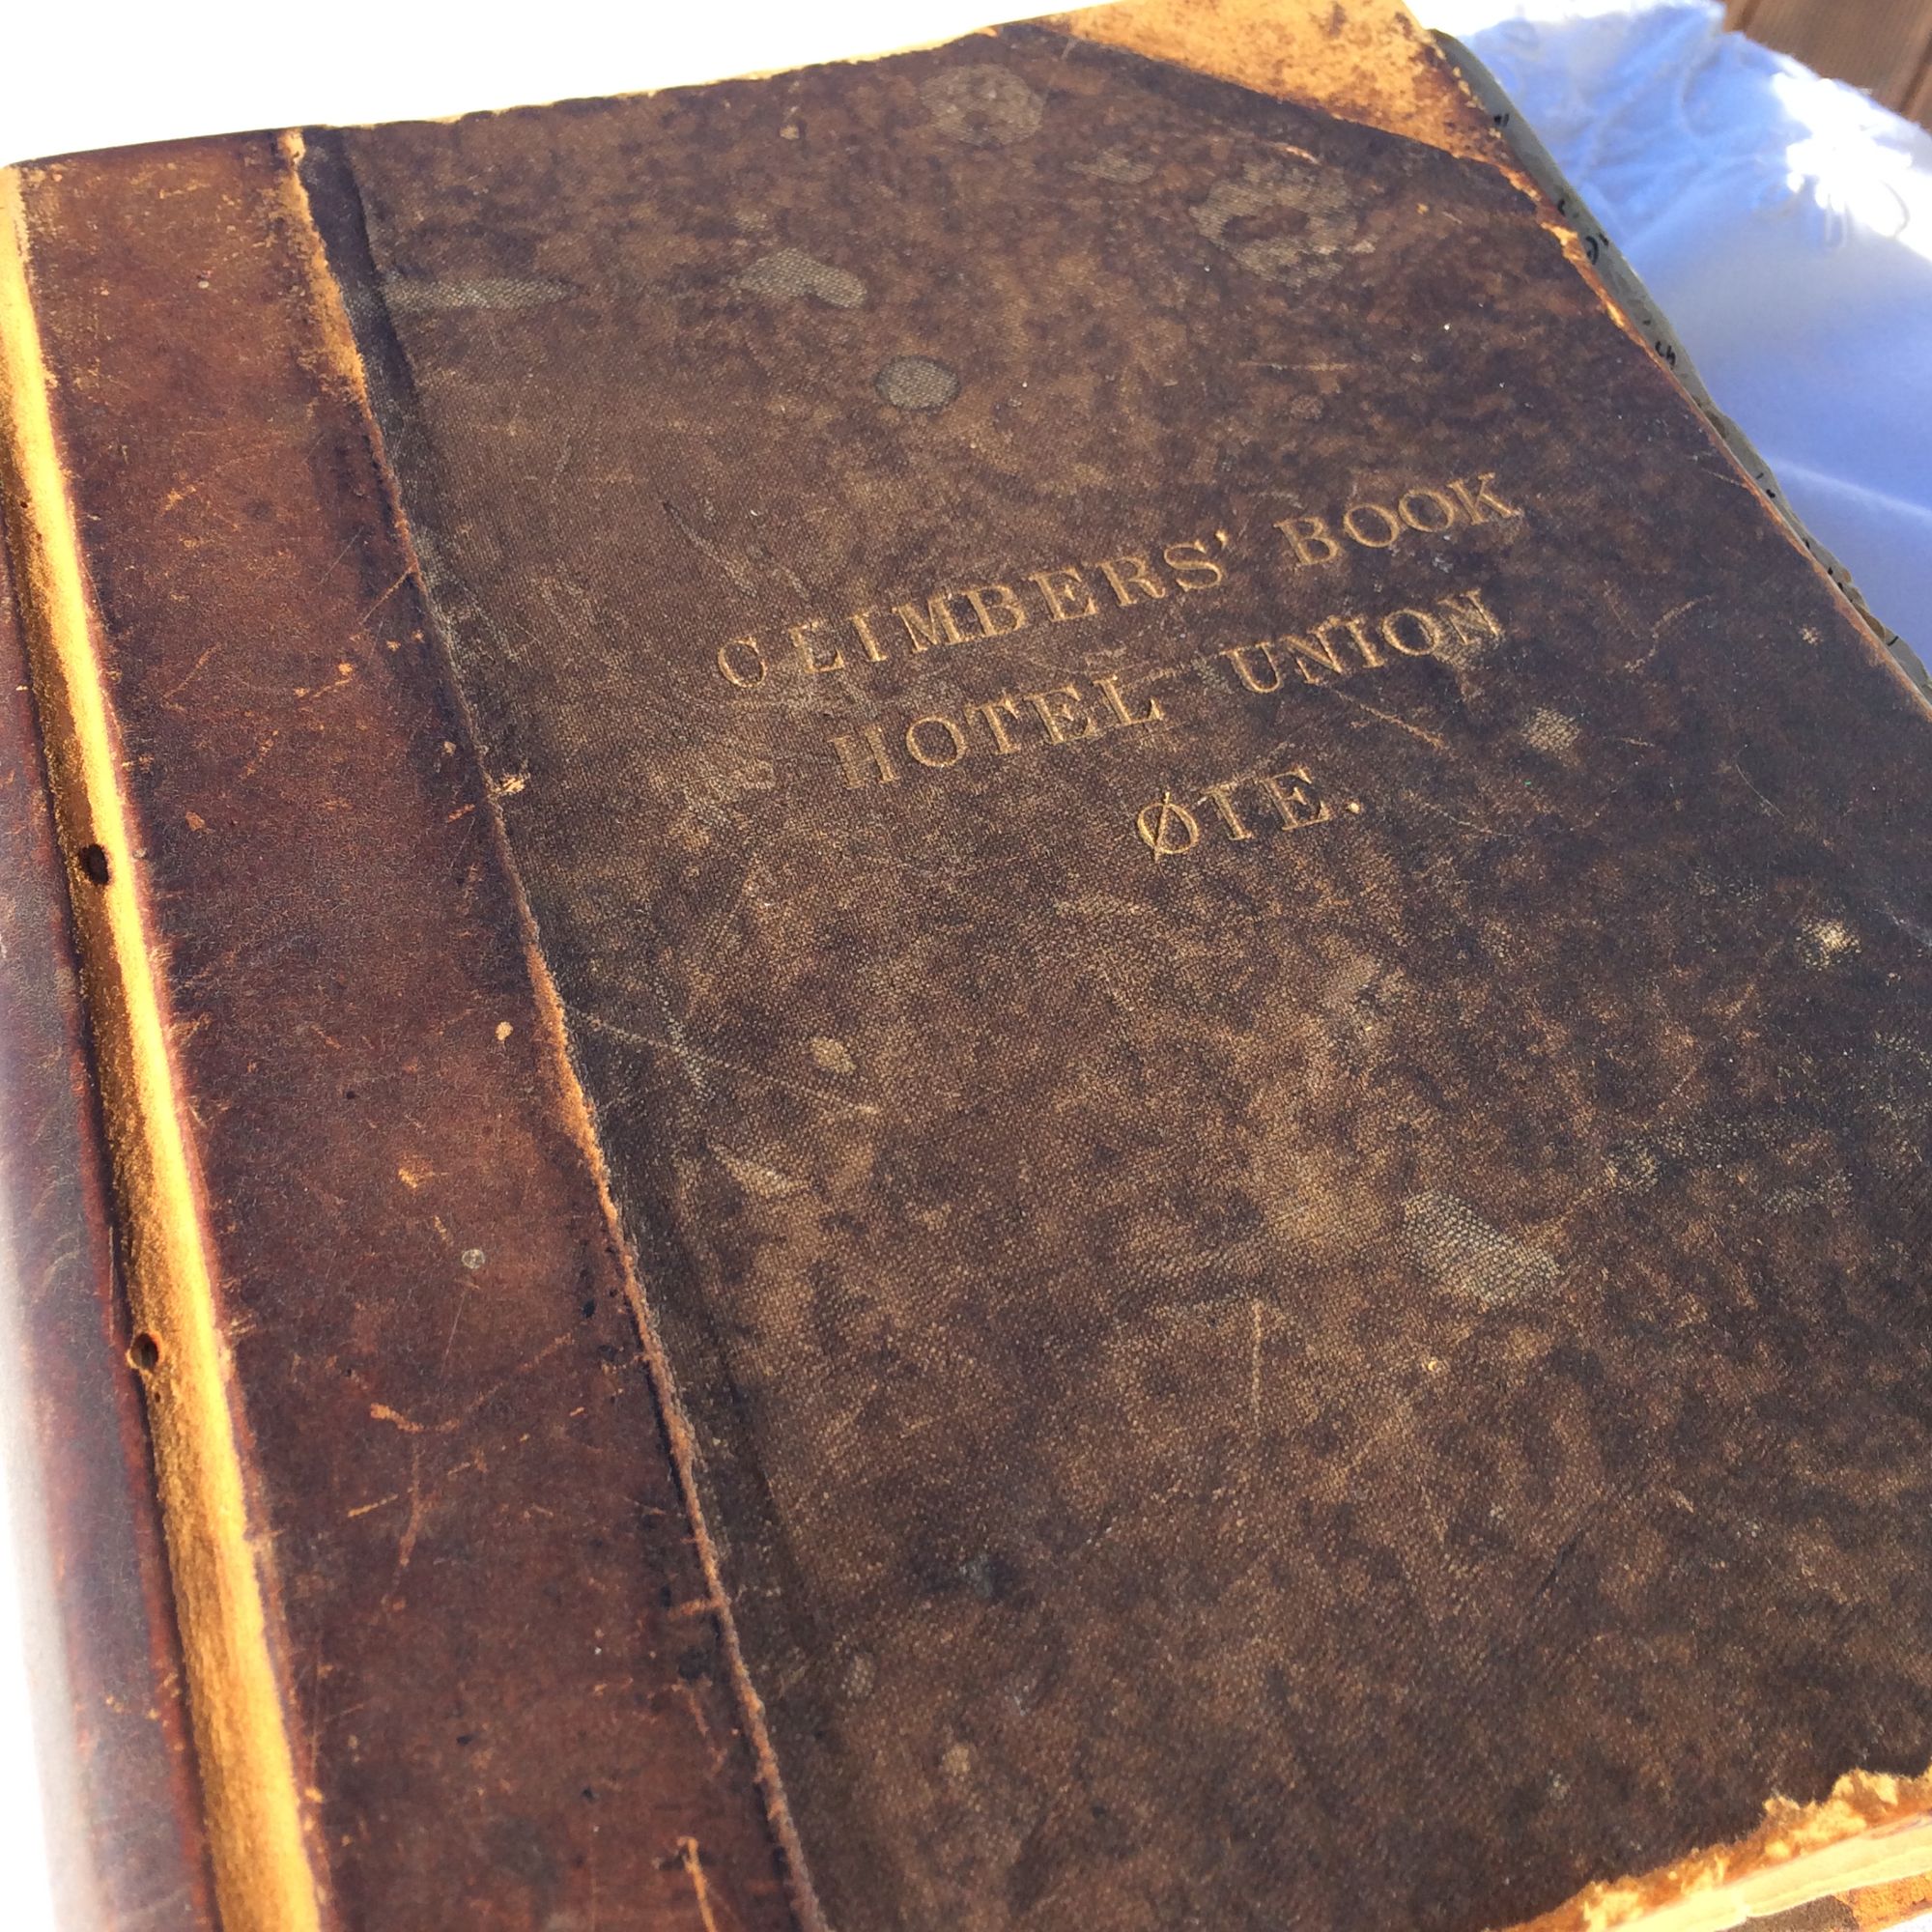 CLIMBERS' BOOK
HOTEL UNION
ØIE.